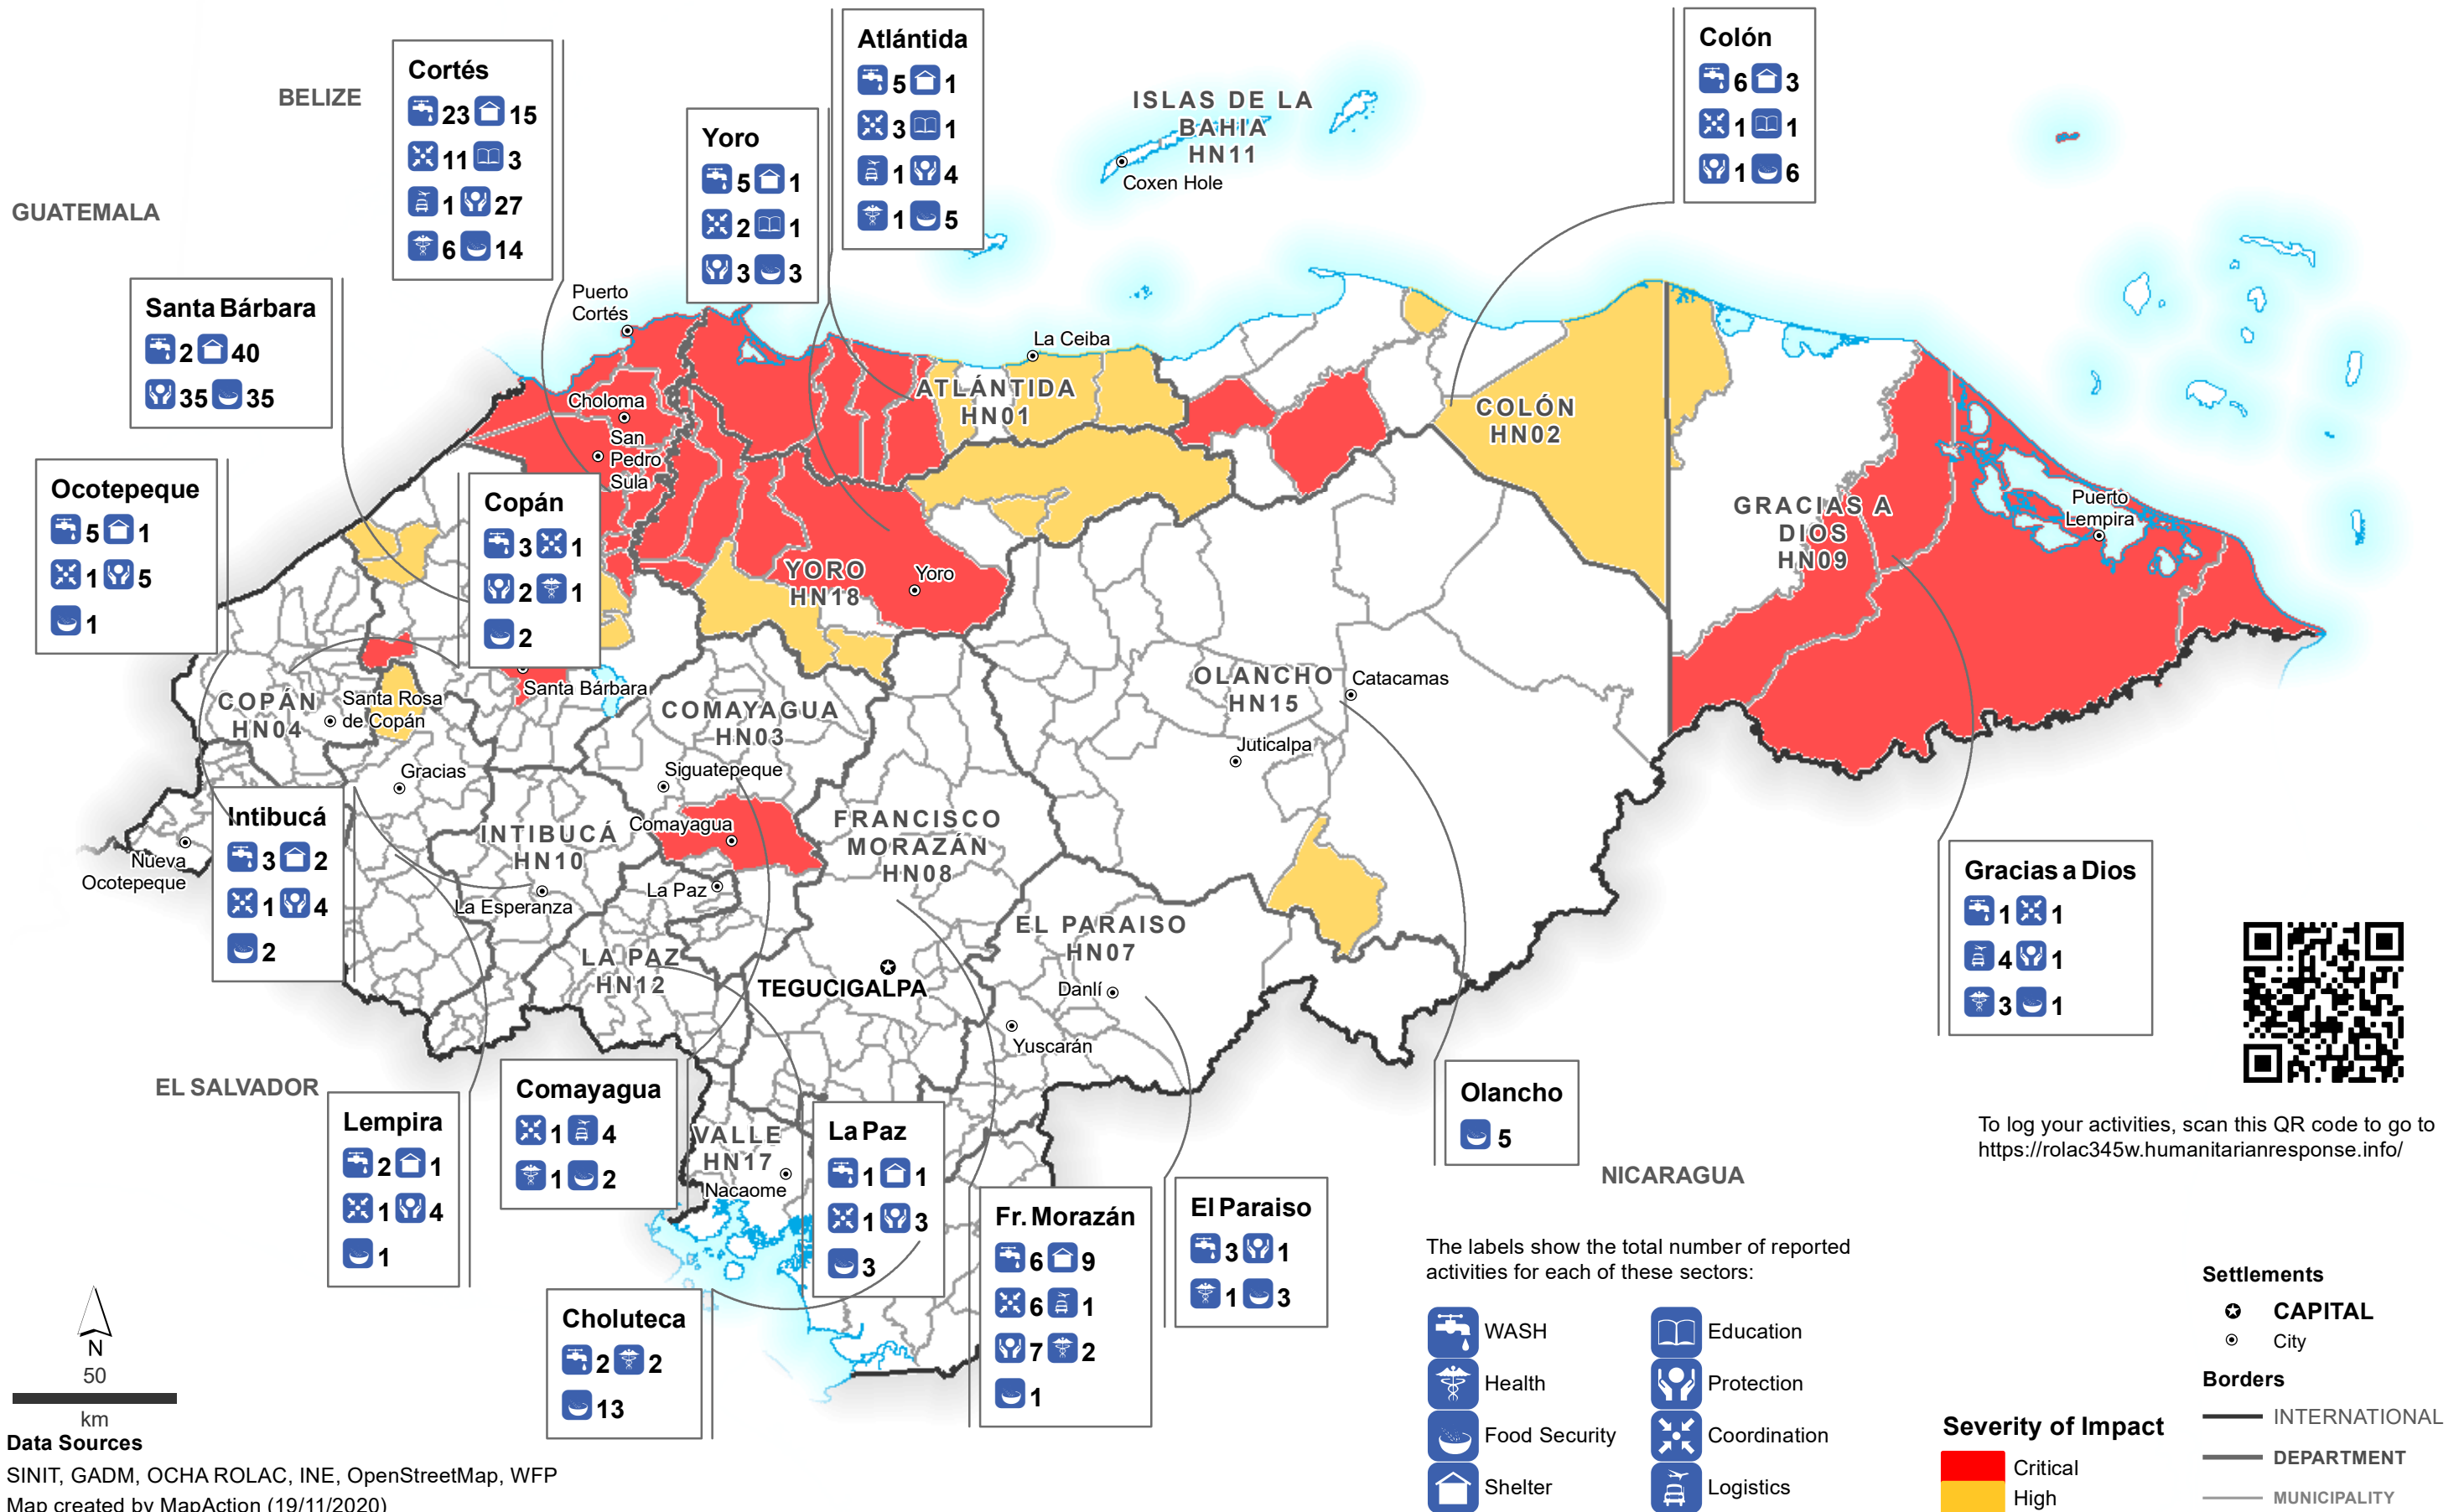 Atlántida
5 1
3 1
1 4
1 5
Colón
6 3
1 1
1 6
Cortés
23 15
11 3
1 27
6 14
BELIZE
ISLAS DE LA
BAHIA
HN11
Coxen Hole
Yoro
5 1
2 1
3 3
GUATEMALA
Santa Bárbara
2 40
35 35
Puerto
Cortés
La Ceiba
Choloma
San
Pedro
Sula
ATLÁNTIDA
HN01
COLÓN
HN02
Ocotepeque
5 1
1 5
1
Copán
3 1
2 1
2
GRACIAS A
DIOS
HN09
Puerto
Lempira
YORO
HN18
Yoro
Santa Bárbara
COPÁN
HN04
Santa Rosa
de Copán
COMAYAGUA
HN03
OLANCHO
HN15
Catacamas
Juticalpa
Gracias
Siguatepeque
Intibucá
3 2
1 4
2
INTIBUCÁ
HN10
Comayagua
FRANCISCO
MORAZÁN
HN08
Nueva
Ocotepeque
La Esperanza
La Paz
Gracias a Dios
1 1
4 1
3 1
EL PARAISO
HN07
Danlí
LA PAZ
HN12
TEGUCIGALPA
Yuscarán
EL SALVADOR
Lempira
2 1
1 4
1
Comayagua
1 4
1 2
VALLE
HN17
Nacaome
La Paz
1 1
1 3
3
Olancho
5
NICARAGUA
To log your activities, scan this QR code to go to
https://rolac345w.humanitarianresponse.info/
Fr. Morazán
6 9
6 1
7 2
1
El Paraiso
3 1
1 3
Choluteca
2 2
13
The labels show the total number of reported
activities for each of these sectors:
WASH
Education
Health
Protection
Food Security
Coordination
Shelter
Logistics
Severity of Impact
Critical
High
Settlements
CAPITAL
City
Borders
INTERNATIONAL
DEPARTMENT
MUNICIPALITY
N
50
km
Data Sources
SINIT, GADM, OCHA ROLAC, INE, OpenStreetMap, WFP
Map created by MapAction (19/11/2020)